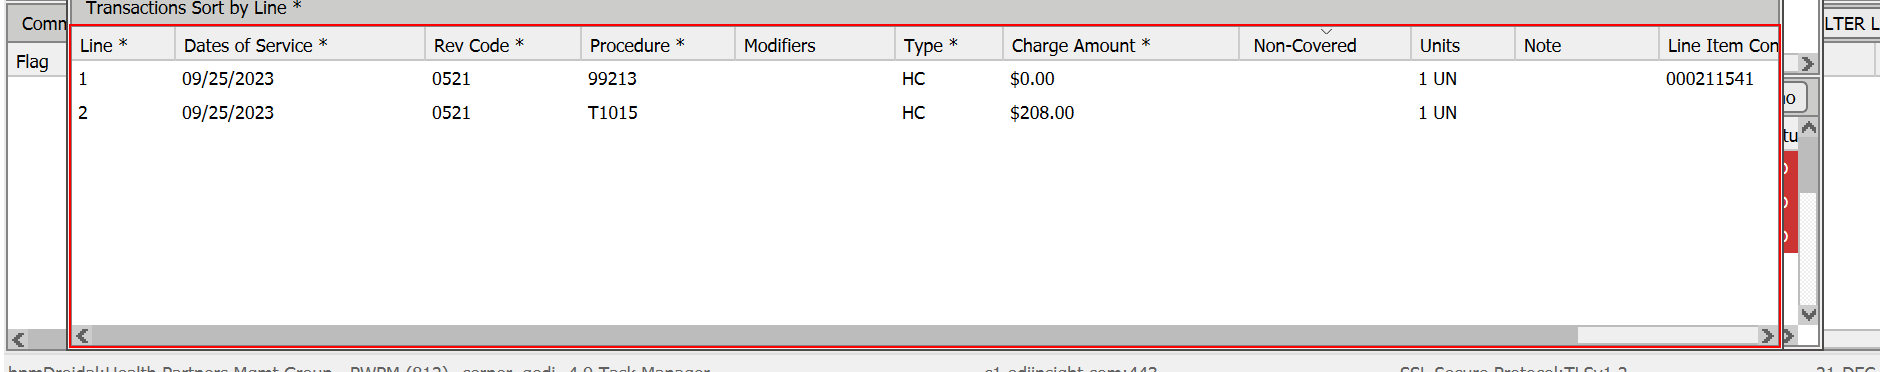 Transactions Sort by Line *
Comn
LTER L
Line * Dates of Service * Rev Code * Procedure * Modifiers Type * Charge Amount * Non-Covered Units Note Line Item Con
Flag
1 09/25/2023 0521 99213 HC $0.00 1 UN 000211541
2 09/25/2023 0521 T1015 HC $208.00 1 UN